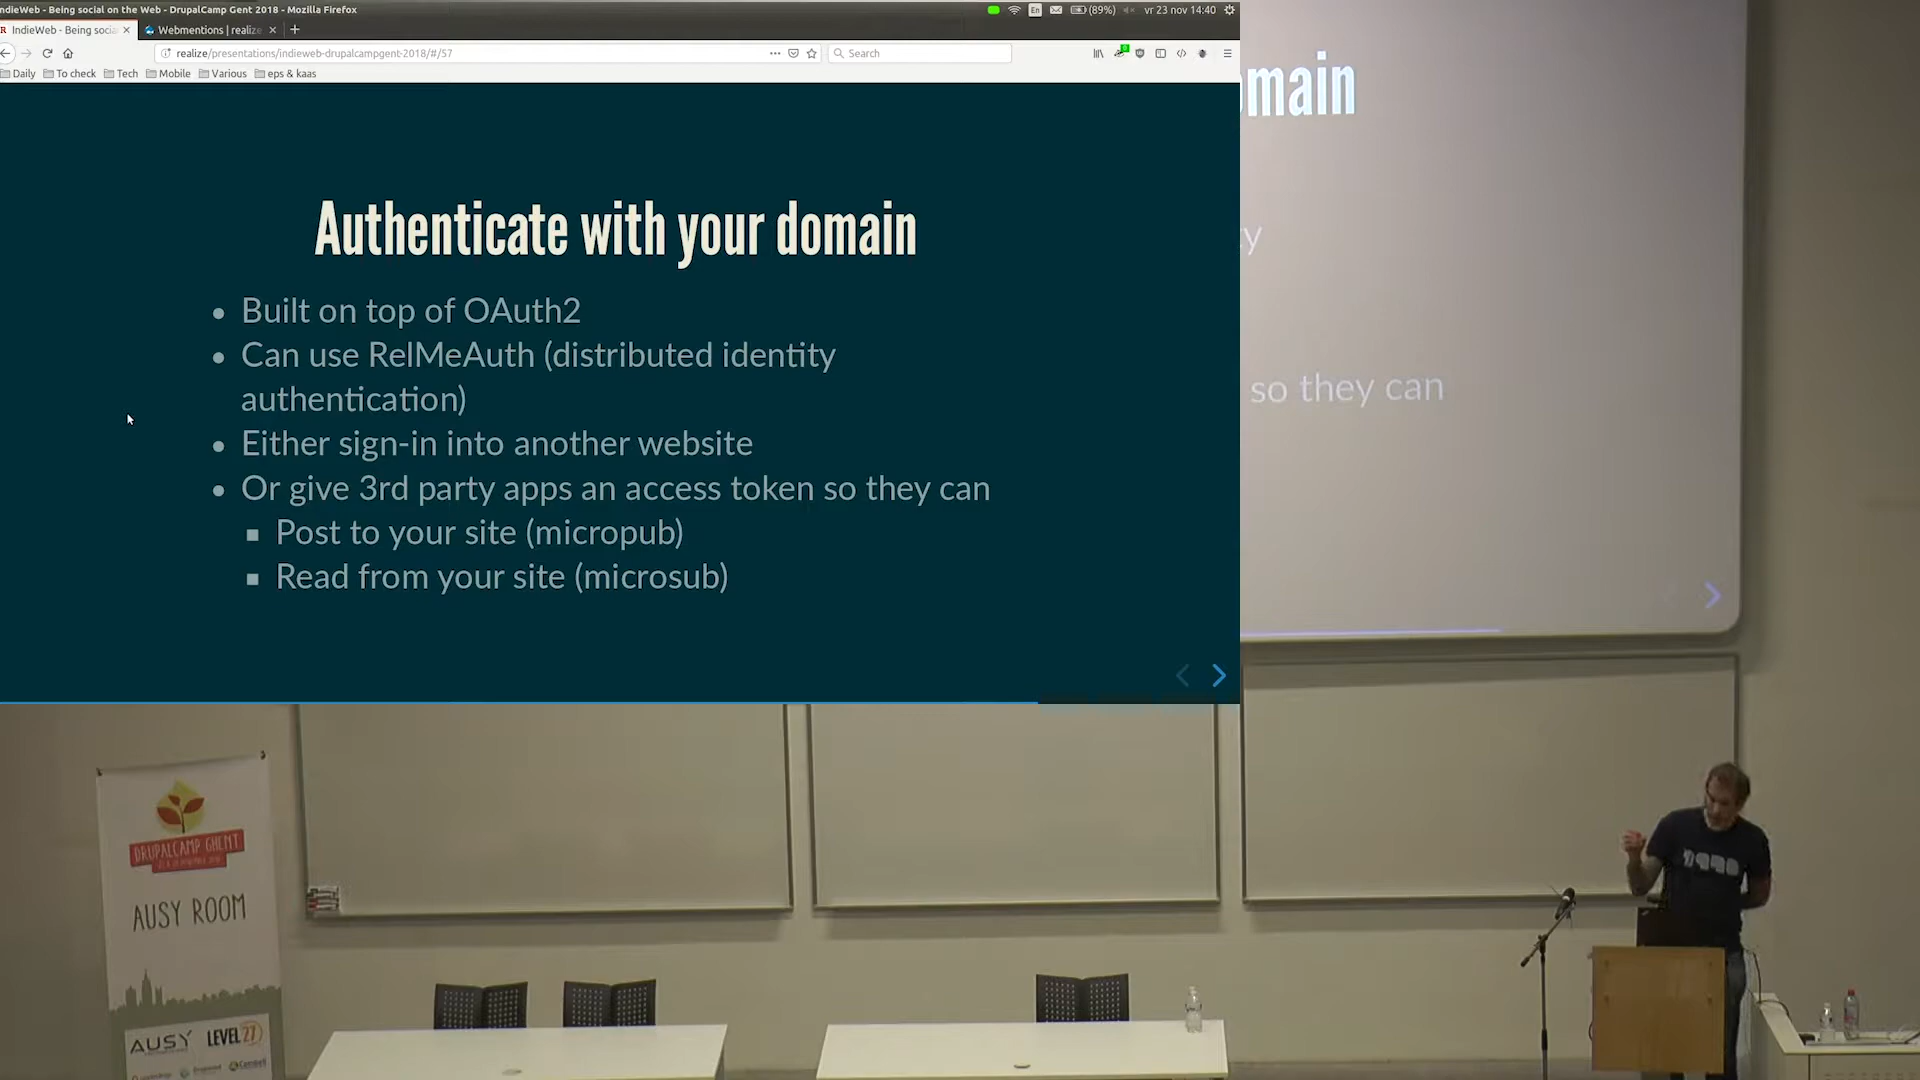 IndieWeb - Being social on the Web - DrupalCamp Gent 2018 - Mozilla Firefox
En
(89%)
vr 23 nov 14:40
IndieWeb - Being socia
Webmentions | realize
realize/presentations/indieweb-drupalcampgent-2018/#/57
Search
Daily
To check
Tech
Mobile
Various
eps & kaas
Authenticate with your domain
Built on top of OAuth2
Can use RelMeAuth (distributed identity
authentication)
Either sign-in into another website
Or give 3rd party apps an access token so they can
Post to your site (micropub)
Read from your site (microsub)
main
ty
so they can
DRUPALCAMP GHENT
AUSY ROOM
AUSY
LEVEL27